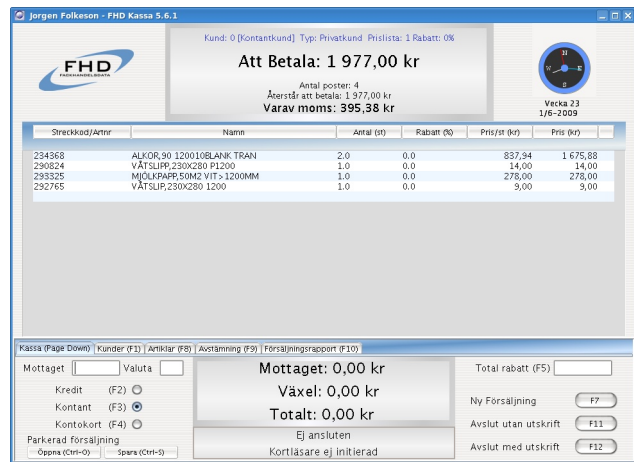 Jorgen Folkeson - FHD Kassa 5.6.1
Kund: 0 [Kontantkund] Typ: Privatkund Prislista: 1 Rabatt: 0%
FHD
FACKHANDELSDATA
Att Betala: 1 977,00 kr
Antal poster: 4
Återstår att betala: 1 977,00 kr
Varav moms: 395,38 kr
N
W
E
S
Vecka 23
1/6-2009
Streckkod/Artnr Namn Antal (st) Rabatt (%) Pris/st (kr) Pris (kr)
234368 ALKOR,90 120010BLANK TRAN 2.0 0.0 837,94 1 675,88
290824 VÅTSLIPP,230X280 P1200 1.0 0.0 14,00 14,00
293325 MJÖLKPAPP,50M2 VIT>1200MM 1.0 0.0 278,00 278,00
292765 VÅTSLIP,230X280 1200 1.0 0.0 9,00 9,00
Kassa (Page Down) Kunder (F1) Artiklar (F8) Avstämning (F9) Försäljningsrapport (F10)
Mottaget Valuta
Kredit (F2)
Kontant (F3)
Kontokort (F4)
Parkerad försäljning
Öppna (Ctrl-O) Spara (Ctrl-S)
Mottaget: 0,00 kr
Växel: 0,00 kr
Totalt: 0,00 kr
Ej ansluten
Kortläsare ej initierad
Total rabatt (F5)
Ny Försäljning F7
Avslut utan utskrift F11
Avslut med utskrift F12